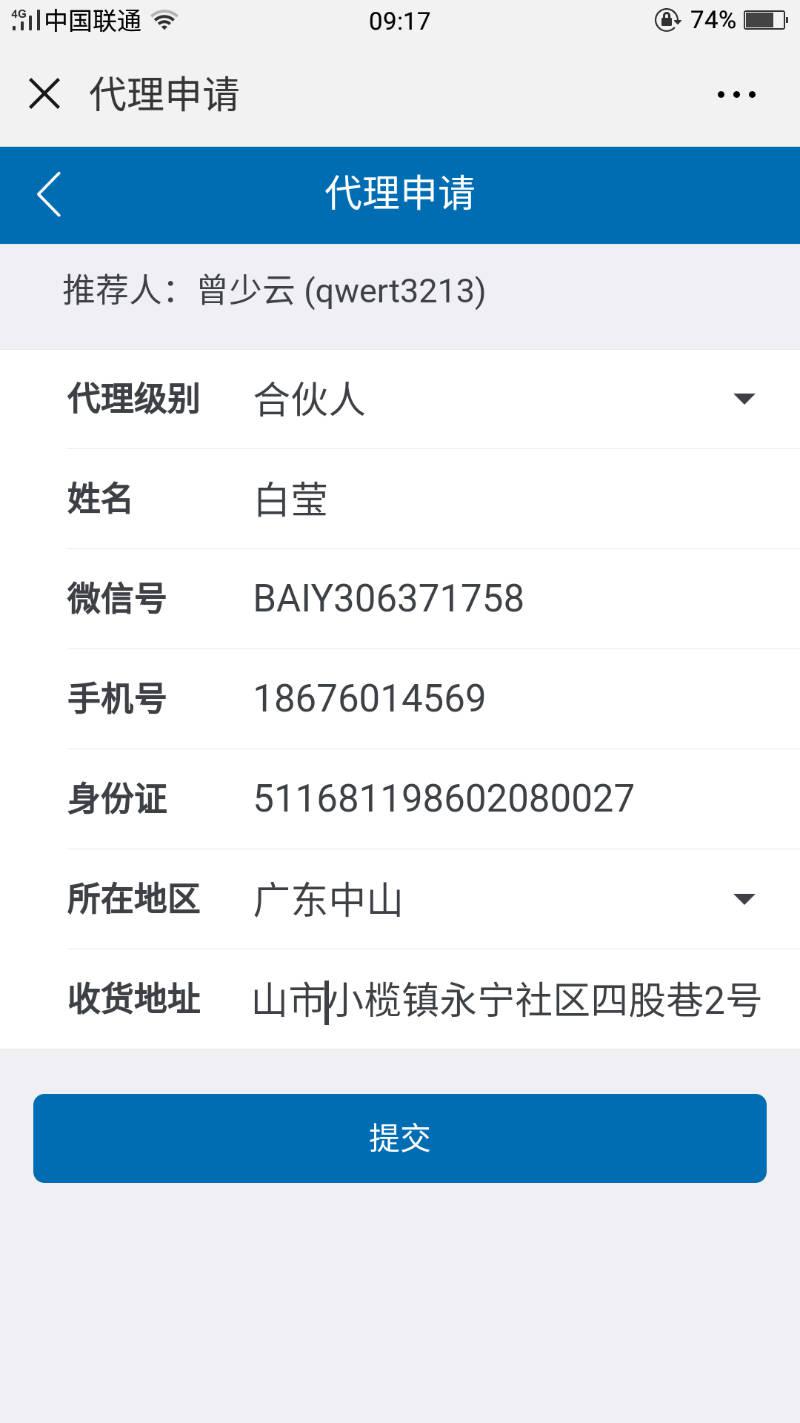 4G 中国联通 09:17 74%
代理申请
代理申请
推荐人：曾少云 (qwert3213)
代理级别 合伙人
姓名 白莹
微信号 BAIY306371758
手机号 18676014569
身份证 511681198602080027
所在地区 广东中山
收货地址 山市小榄镇永宁社区四股巷2号
提交